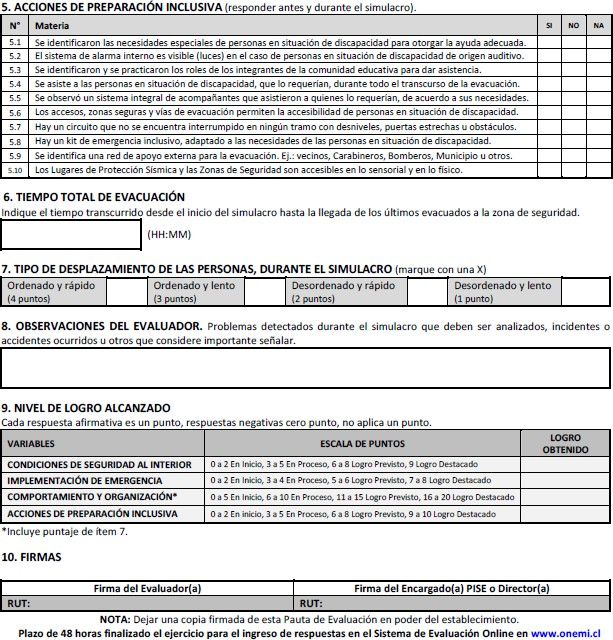 5. ACCIONES DE PREPARACIÓN INCLUSIVA (responder antes y durante el simulacro).
N° Materia SI NO NA
5.1 Se identificaron las necesidades especiales de personas en situación de discapacidad para otorgar la ayuda adecuada.
5.2 El sistema de alarma interno es visible (luces) en el caso de personas en situación de discapacidad de origen auditivo.
5.3 Se identificaron y se practicaron los roles de los integrantes de la comunidad educativa para dar asistencia.
5.4 Se asiste a las personas en situación de discapacidad, que lo requerían, durante todo el transcurso de la evacuación.
5.5 Se observó un sistema integral de acompañantes que asistieron a quienes lo requerían, de acuerdo a sus necesidades.
5.6 Los accesos, zonas seguras y vías de evacuación permiten la accesibilidad de personas en situación de discapacidad.
5.7 Hay un circuito que no se encuentra interrumpido en ningún tramo con desniveles, puertas estrechas u obstáculos.
5.8 Hay un kit de emergencia inclusivo, adaptado a las necesidades de las personas en situación de discapacidad.
5.9 Se identifica una red de apoyo externa para la evacuación. Ej.: vecinos, Carabineros, Bomberos, Municipio u otros.
5.10 Los Lugares de Protección Sísmica y las Zonas de Seguridad son accesibles en lo sensorial y en lo físico.
6. TIEMPO TOTAL DE EVACUACIÓN
Indique el tiempo transcurrido desde el inicio del simulacro hasta la llegada de los últimos evacuados a la zona de seguridad.
(HH:MM)
7. TIPO DE DESPLAZAMIENTO DE LAS PERSONAS, DURANTE EL SIMULACRO (marque con una X)
Ordenado y rápido Ordenado y lento Desordenado y rápido Desordenado y lento
(4 puntos) (3 puntos) (2 puntos) (1 punto)
8. OBSERVACIONES DEL EVALUADOR. Problemas detectados durante el simulacro que deben ser analizados, incidentes o
accidentes ocurridos u otros que considere importante señalar.
9. NIVEL DE LOGRO ALCANZADO
Cada respuesta afirmativa es un punto, respuestas negativas cero punto, no aplica un punto.
VARIABLES ESCALA DE PUNTOS LOGRO
OBTENIDO
CONDICIONES DE SEGURIDAD AL INTERIOR 0 a 2 En Inicio, 3 a 5 En Proceso, 6 a 8 Logro Previsto, 9 Logro Destacado
IMPLEMENTACIÓN DE EMERGENCIA 0 a 2 En inicio, 3 a 4 En Proceso, 5 a 6 Logro Previsto, 7 a 8 Logro Destacado
COMPORTAMIENTO Y ORGANIZACIÓN* 0 a 5 En Inicio, 6 a 10 En Proceso, 11 a 15 Logro Previsto, 16 a 20 Logro Destacado
ACCIONES DE PREPARACIÓN INCLUSIVA 0 a 2 En inicio, 3 a 5 En Proceso, 6 a 8 Logro Previsto, 9 a 10 Logro Destacado
*Incluye puntaje de ítem 7.
10. FIRMAS
Firma del Evaluador(a) Firma del Encargado(a) PISE o Director(a)
RUT: RUT:
NOTA: Dejar una copia firmada de esta Pauta de Evaluación en poder del establecimiento.
Plazo de 48 horas finalizado el ejercicio para el ingreso de respuestas en el Sistema de Evaluación Online en www.onemi.cl